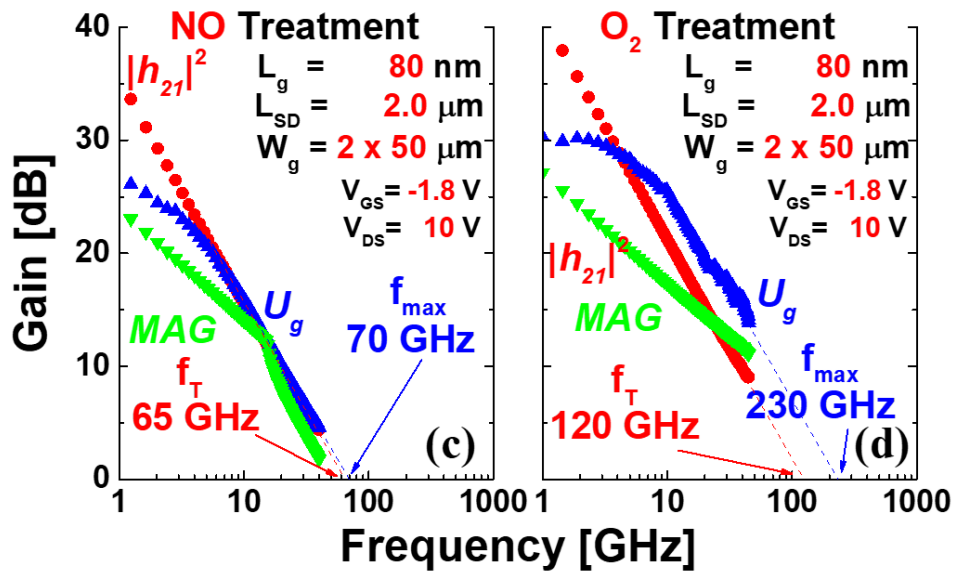 NO Treatment
40
|h21|2
Lg = 80 nm
LSD = 2.0 μm
Wg = 2 x 50 μm
VGS= -1.8 V
VDS= 10 V
30
20
10
0
Gain [dB]
Ug
MAG
fmax
70 GHz
fT
65 GHz
(c)
1 10 100 1000
O2 Treatment
Lg = 80 nm
LSD = 2.0 μm
Wg = 2 x 50 μm
VGS= -1.8 V
VDS= 10 V
|h21|2
Ug
MAG
fT
120 GHz
fmax
230 GHz
(d)
1 10 100 1000
Frequency [GHz]